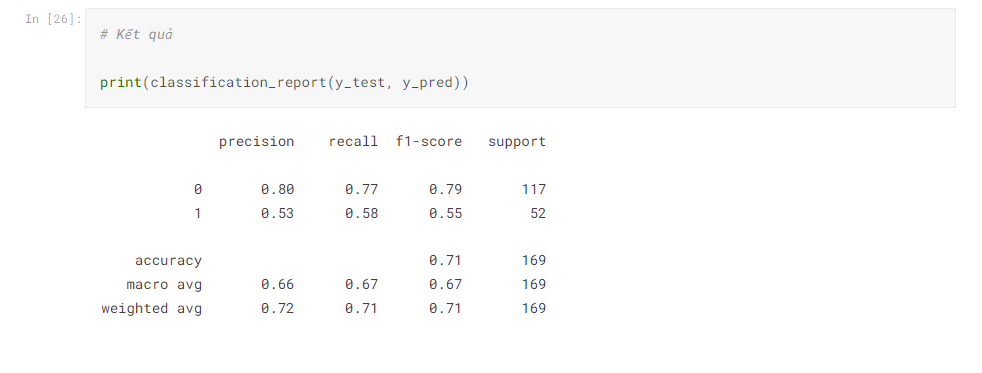 In [26]:
# Kết quả
print(classification_report(y_test, y_pred))
precision recall f1-score support
0 0.80 0.77 0.79 117
1 0.53 0.58 0.55 52
accuracy 0.71 169
macro avg 0.66 0.67 0.67 169
weighted avg 0.72 0.71 0.71 169